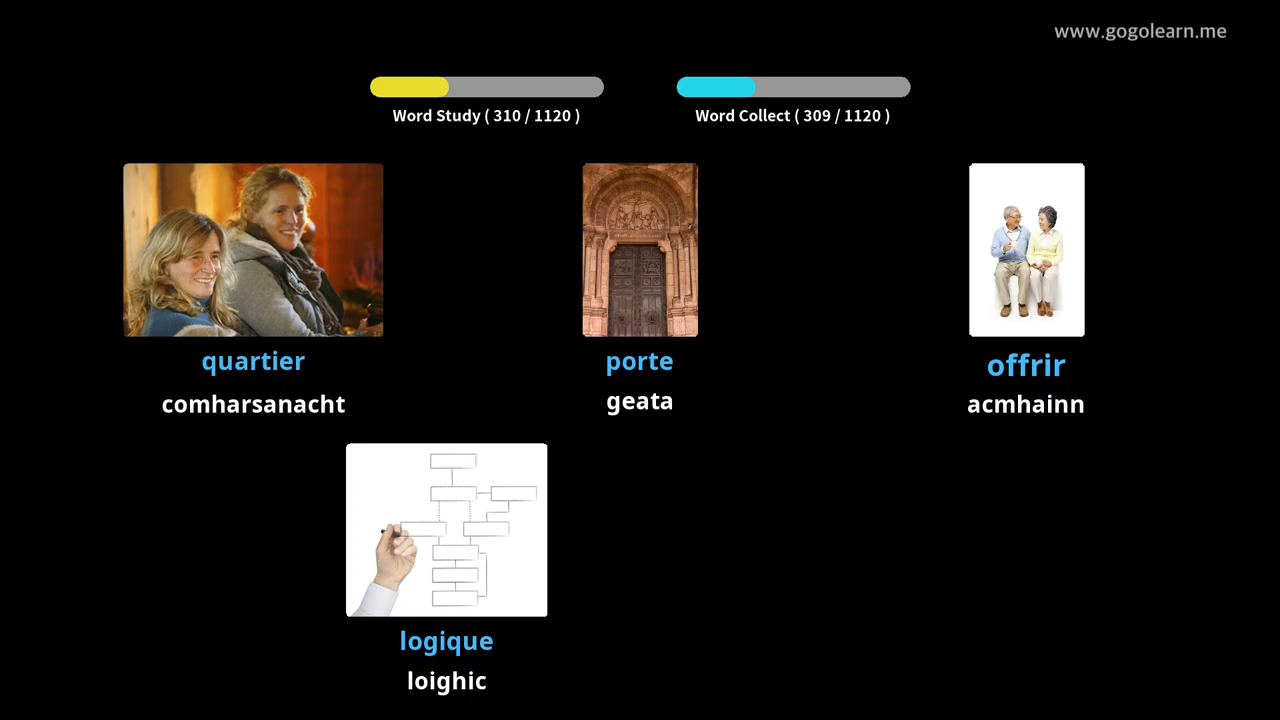 www.gogolearn.me
Word Study ( 310 / 1120 )
Word Collect ( 309 / 1120 )
quartier
comharsanacht
porte
geata
offrir
acmhainn
logique
loighic